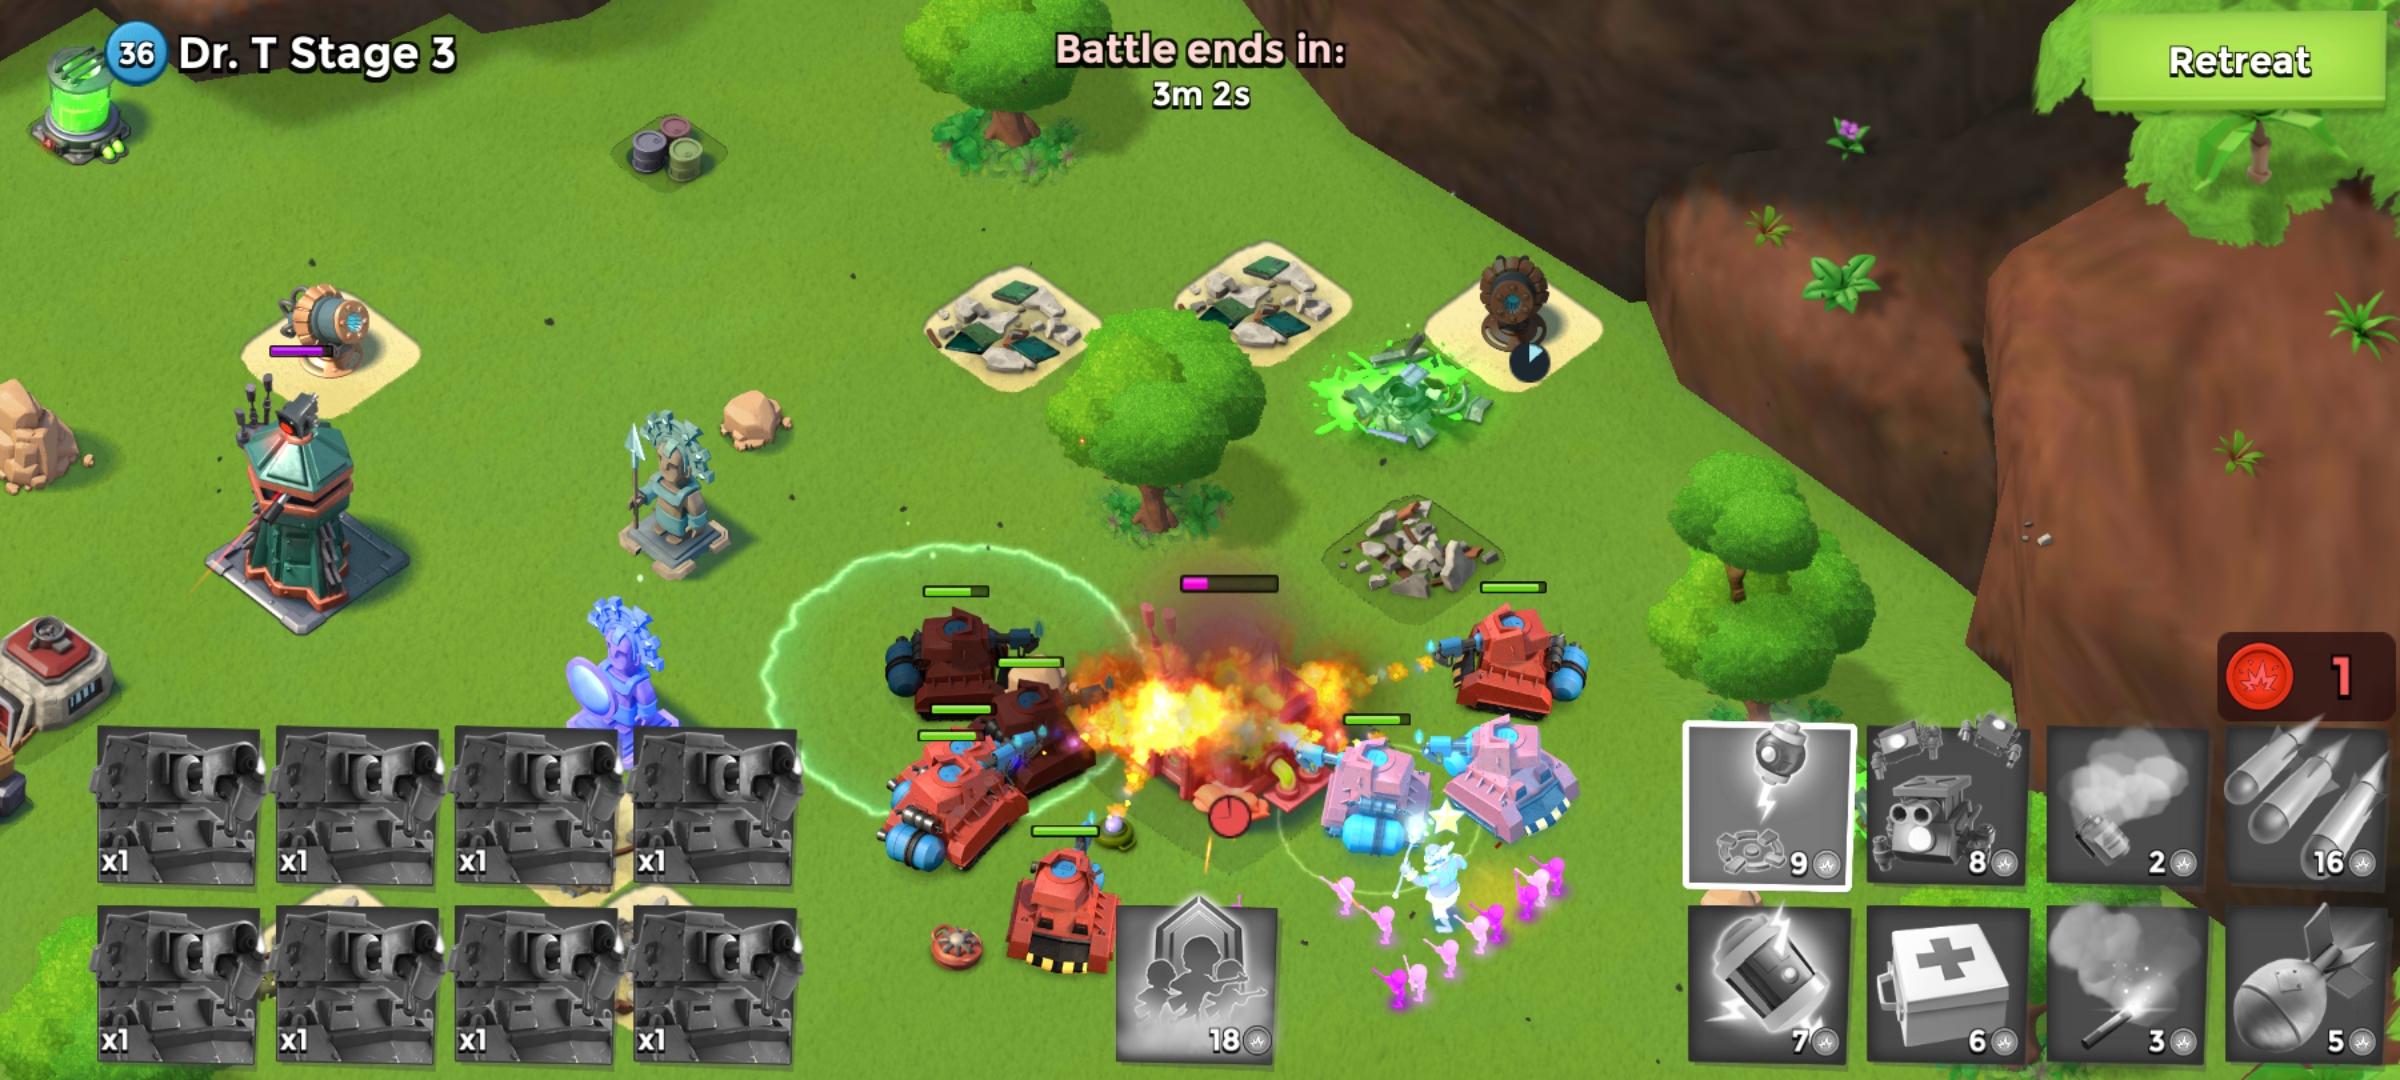 36 Dr. T Stage 3
Battle ends in:
3m 2s
Retreat
1
x1 x1 x1 x1
9 8 2 16
x1 x1 x1 x1
18
7 6 3 5